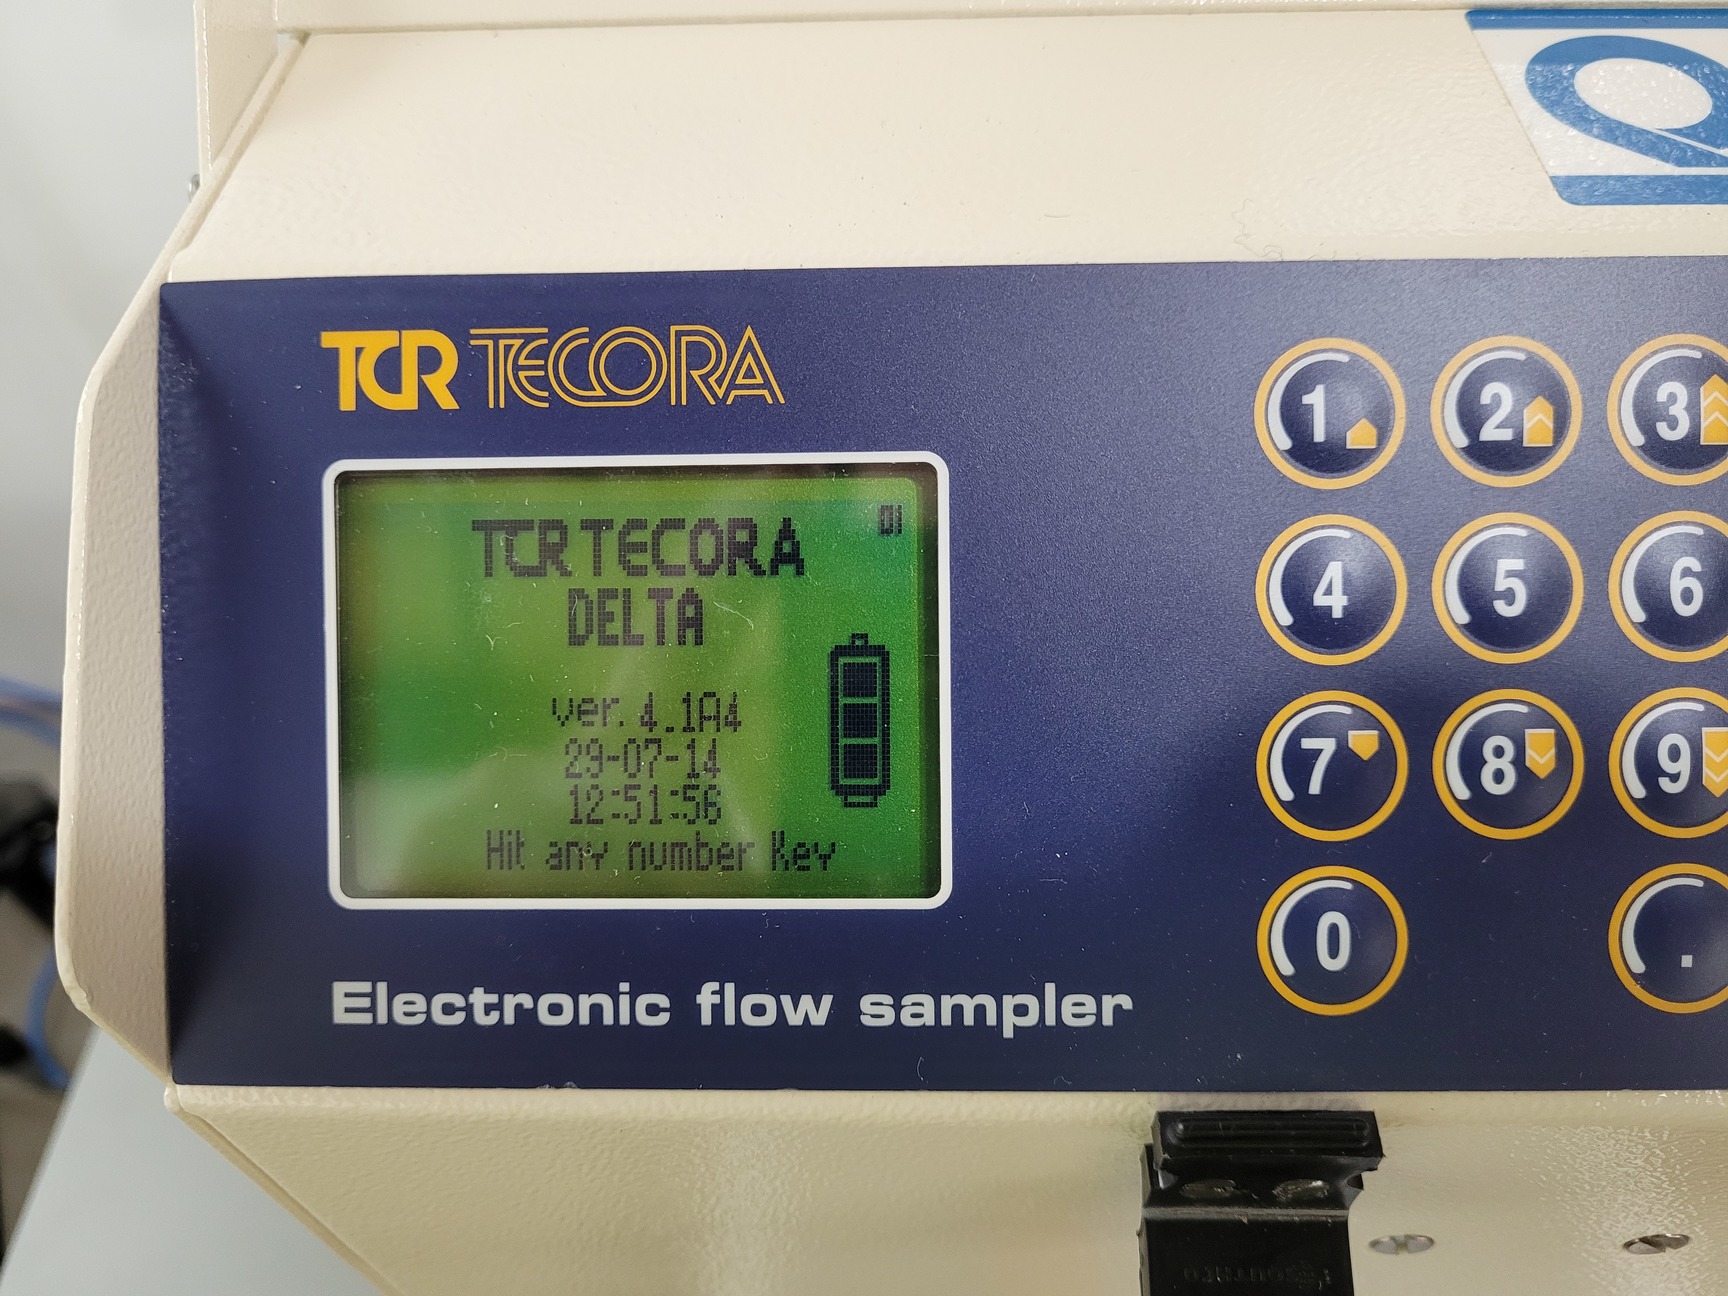 TCR TECORA
TCR TECORA
DELTA
ver. 4.1A4
29-07-14
12:51:56
Hit any number Key
Electronic flow sampler
1 2 3
4 5 6
7 8 9
0 .